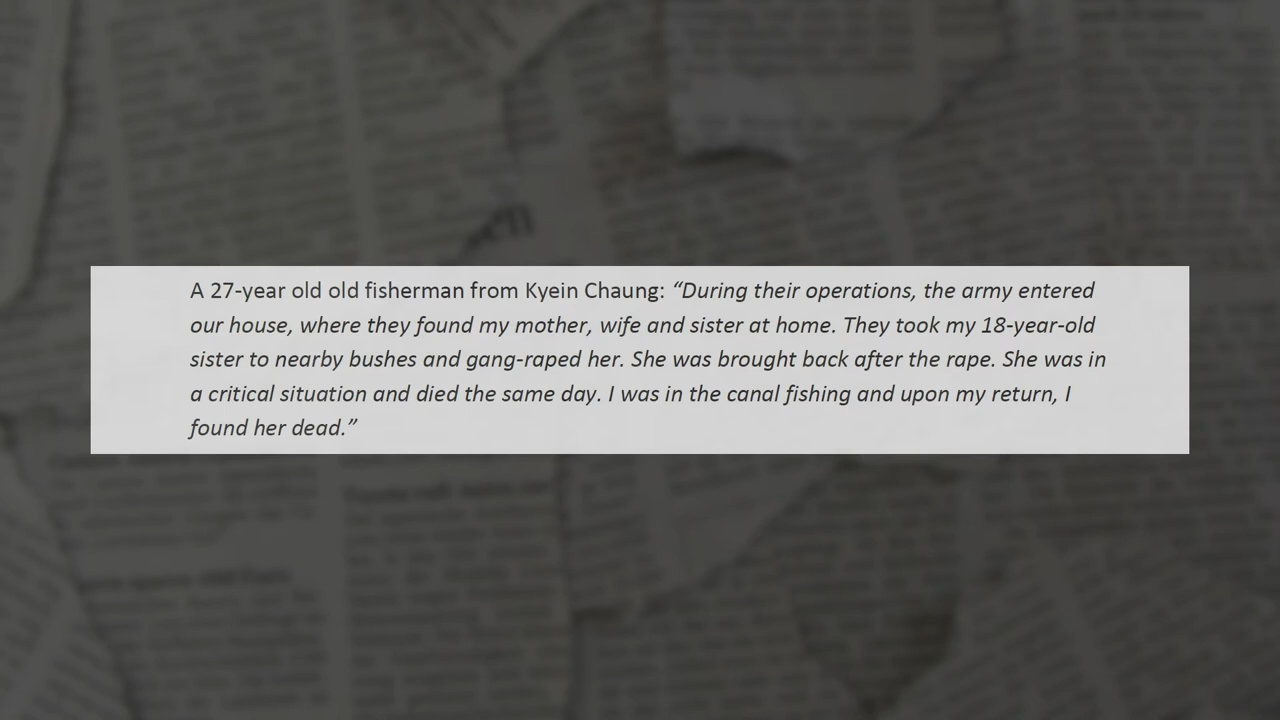 A 27-year old old fisherman from Kyein Chaung: “During their operations, the army entered
our house, where they found my mother, wife and sister at home. They took my 18-year-old
sister to nearby bushes and gang-raped her. She was brought back after the rape. She was in
a critical situation and died the same day. I was in the canal fishing and upon my return, I
found her dead.”